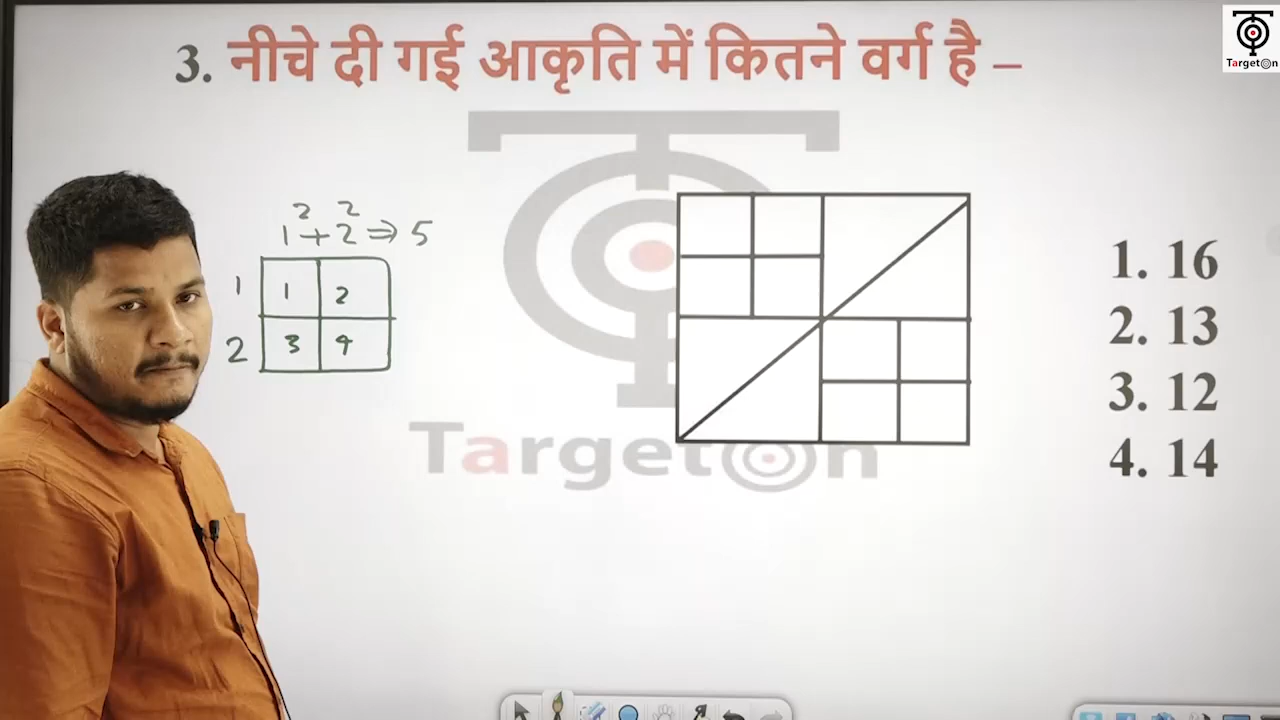 3. नीचे दी गई आकृति में कितने वर्ग है –
TargetOn
1² + 2² ⇒ 5
1
1 2
2
3 4
1. 16
2. 13
3. 12
4. 14
TargetOn